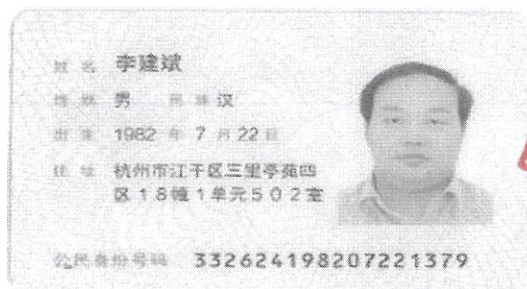 姓 名 李建斌
性 别 男 民 族 汉
出 生 1982 年 7 月 22 日
住 址 杭州市江干区三里亭苑四
区18幢1单元502室
公民身份号码 332624198207221379